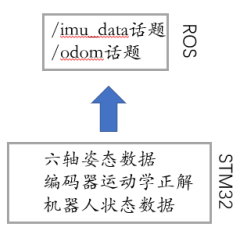 /imu_data话题
/odom话题
ROS
六轴姿态数据
编码器运动学正解
机器人状态数据
STM32